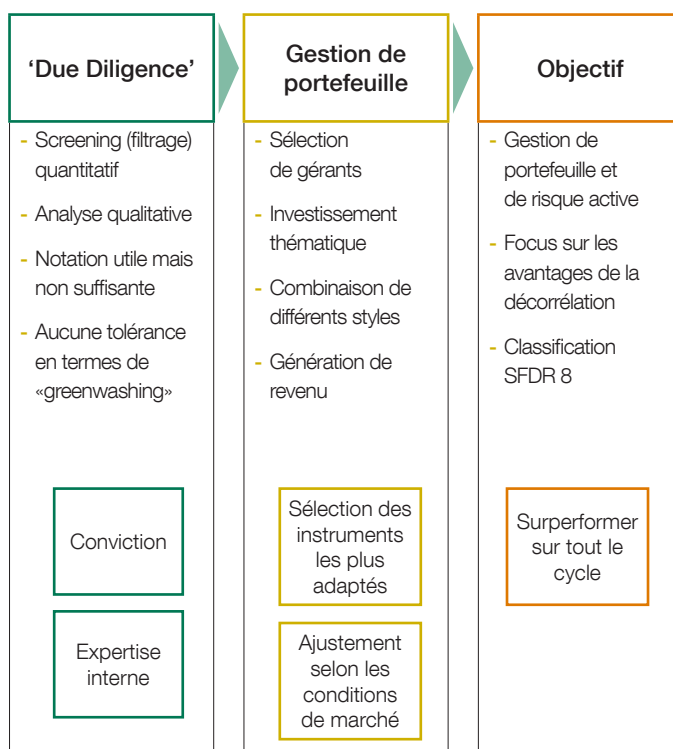 ‘Due Diligence’
- Screening (filtrage)
quantitatif
- Analyse qualitative
- Notation utile mais
non suffisante
- Aucune tolérance
en termes de
«greenwashing»
Conviction
Expertise
interne
Gestion de
portefeuille
- Sélection
de gérants
- Investissement
thématique
- Combinaison de
différents styles
- Génération de
revenu
Sélection des
instruments
les plus
adaptés
Ajustement
selon les
conditions
de marché
Objectif
- Gestion de
portefeuille et
de risque active
- Focus sur les
avantages de la
décorrélation
- Classification
SFDR 8
Surperformer
sur tout le
cycle